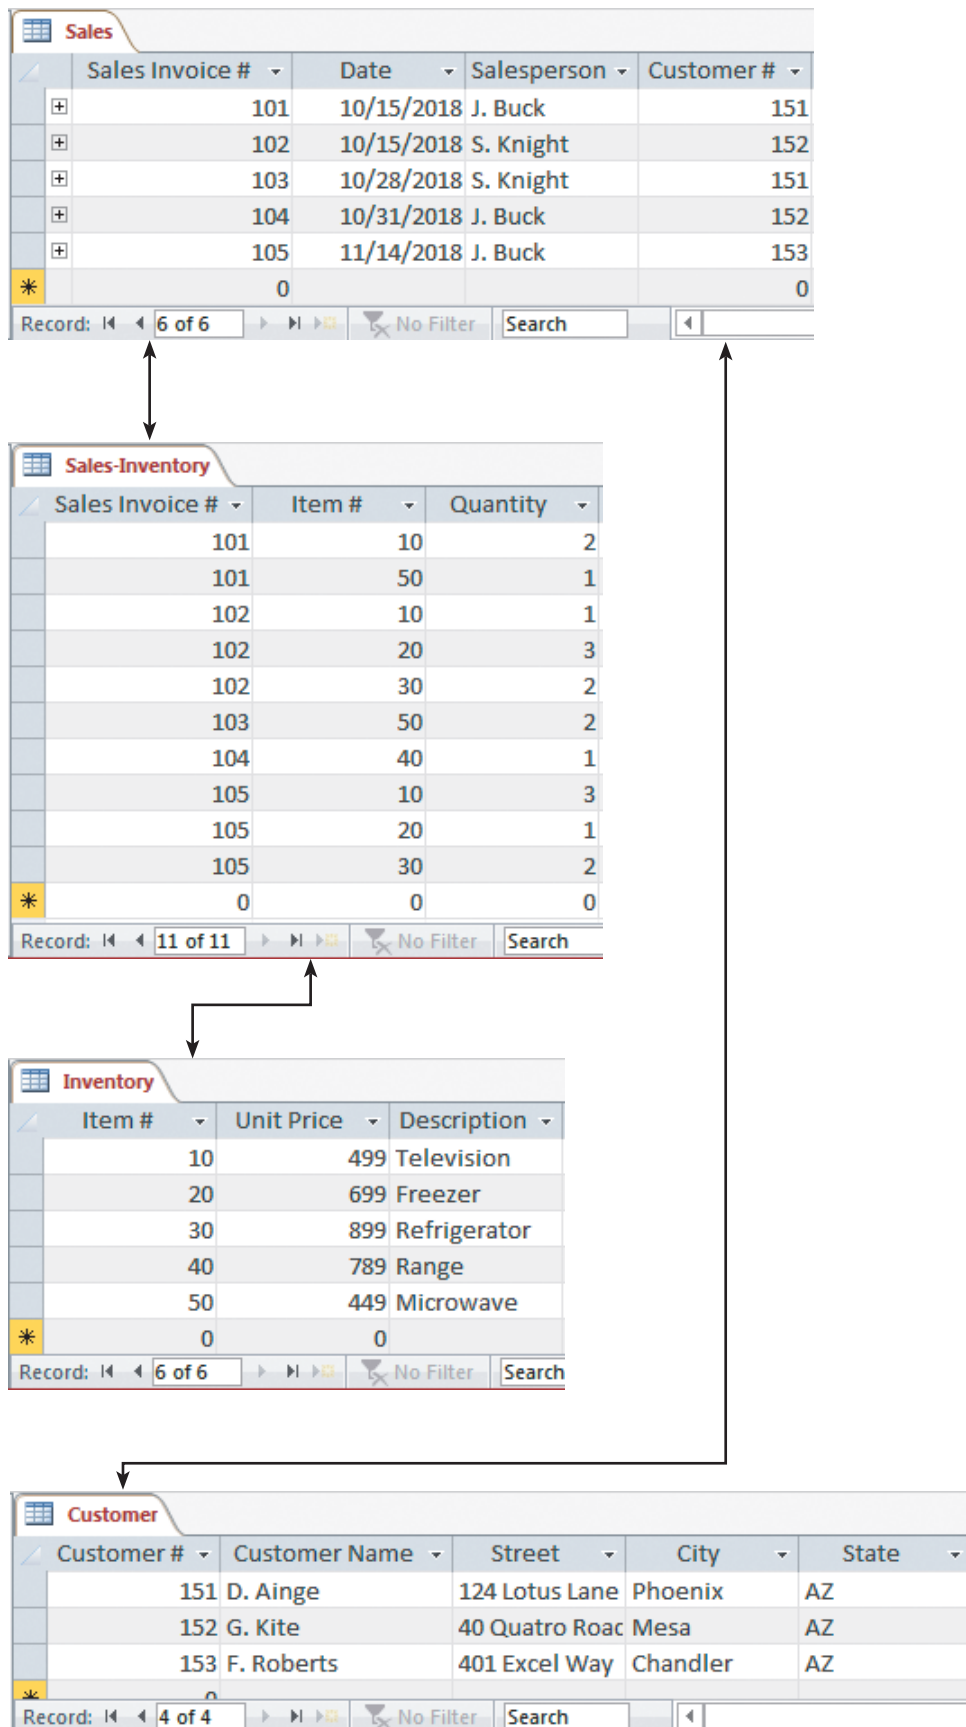 Sales
Sales Invoice # Date Salesperson Customer #
101 10/15/2018 J. Buck 151
102 10/15/2018 S. Knight 152
103 10/28/2018 S. Knight 151
104 10/31/2018 J. Buck 152
105 11/14/2018 J. Buck 153
0 0
Record: 6 of 6 No Filter Search
Sales-Inventory
Sales Invoice # Item # Quantity
101 10 2
101 50 1
102 10 1
102 20 3
102 30 2
103 50 2
104 40 1
105 10 3
105 20 1
105 30 2
0 0 0
Record: 11 of 11 No Filter Search
Inventory
Item # Unit Price Description
10 499 Television
20 699 Freezer
30 899 Refrigerator
40 789 Range
50 449 Microwave
0 0
Record: 6 of 6 No Filter Search
Customer
Customer # Customer Name Street City State
151 D. Ainge 124 Lotus Lane Phoenix AZ
152 G. Kite 40 Quatro Roac Mesa AZ
153 F. Roberts 401 Excel Way Chandler AZ
0
Record: 4 of 4 No Filter Search